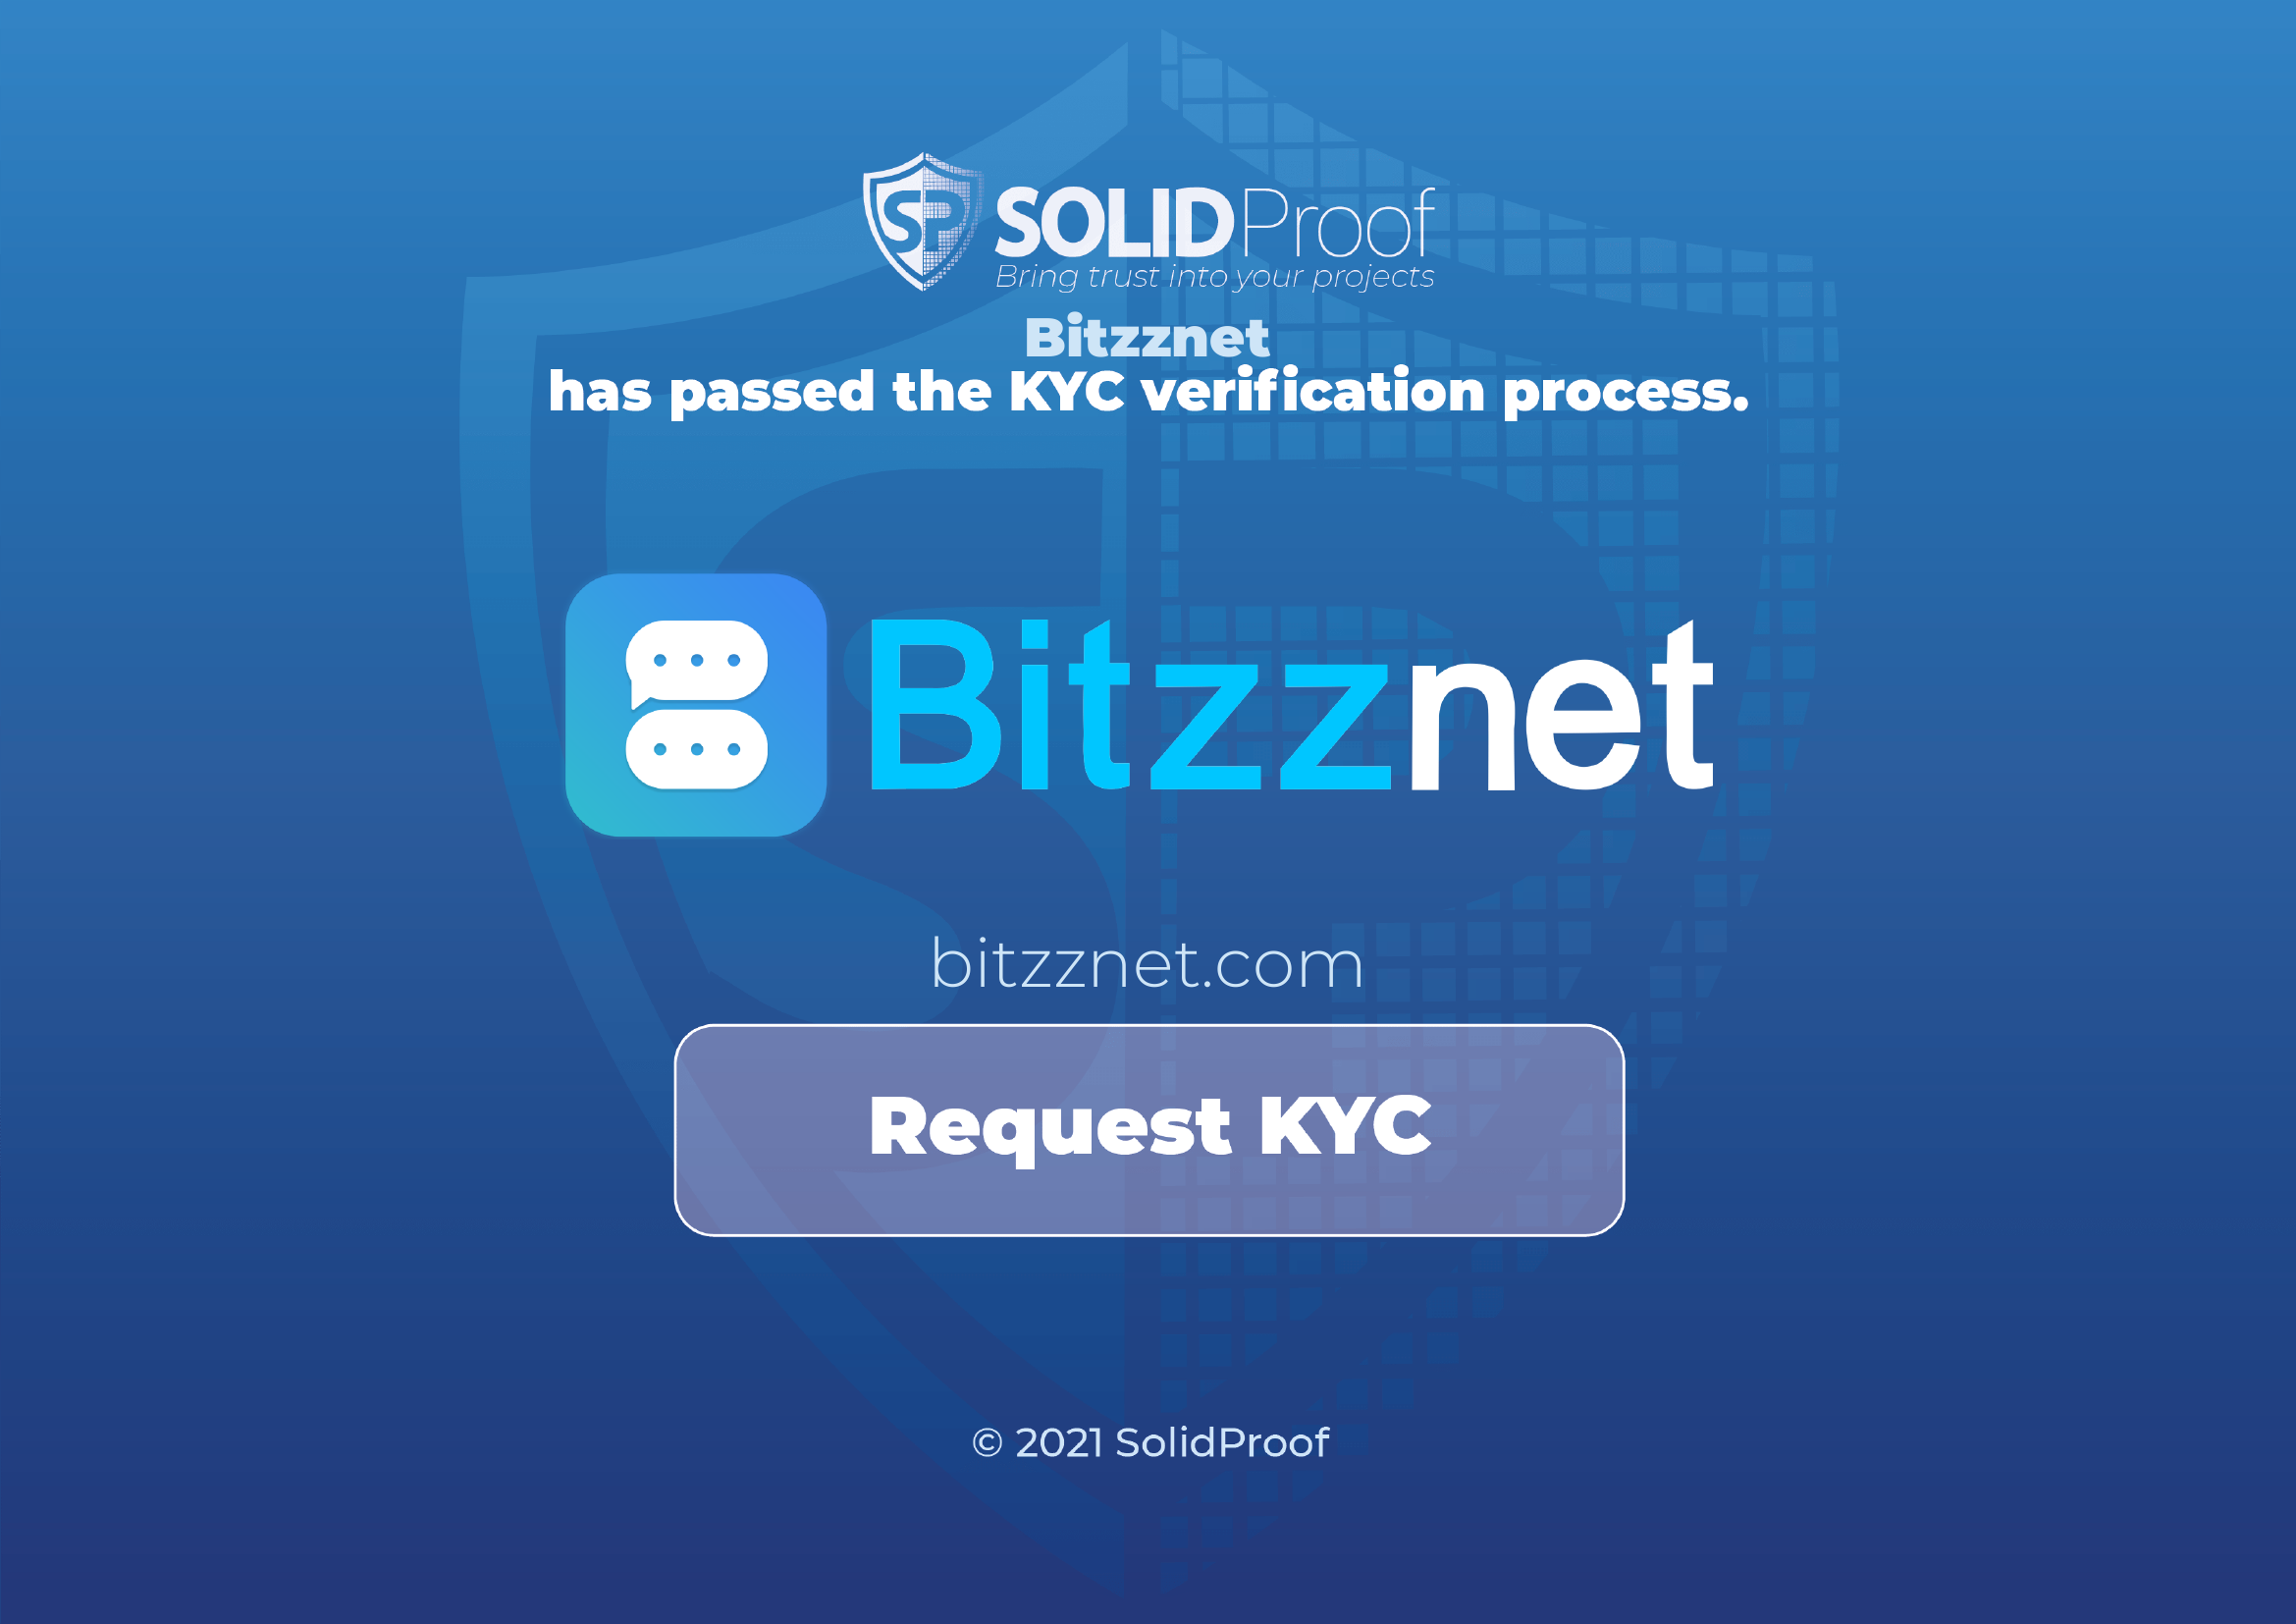 SP SOLIDProof
Bring trust into your projects
Bitzznet
has passed the KYC verification process.
Bitzznet
bitzznet.com
Request KYC
© 2021 SolidProof